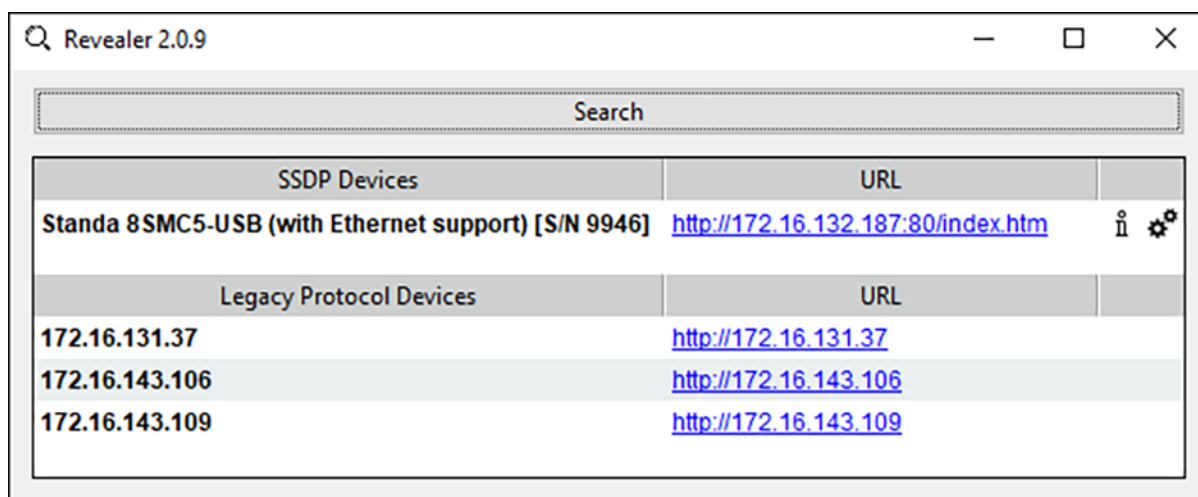 Revealer 2.0.9
Search
SSDP Devices URL
Standa 8SMC5-USB (with Ethernet support) [S/N 9946] http://172.16.132.187:80/index.htm
Legacy Protocol Devices URL
172.16.131.37 http://172.16.131.37
172.16.143.106 http://172.16.143.106
172.16.143.109 http://172.16.143.109